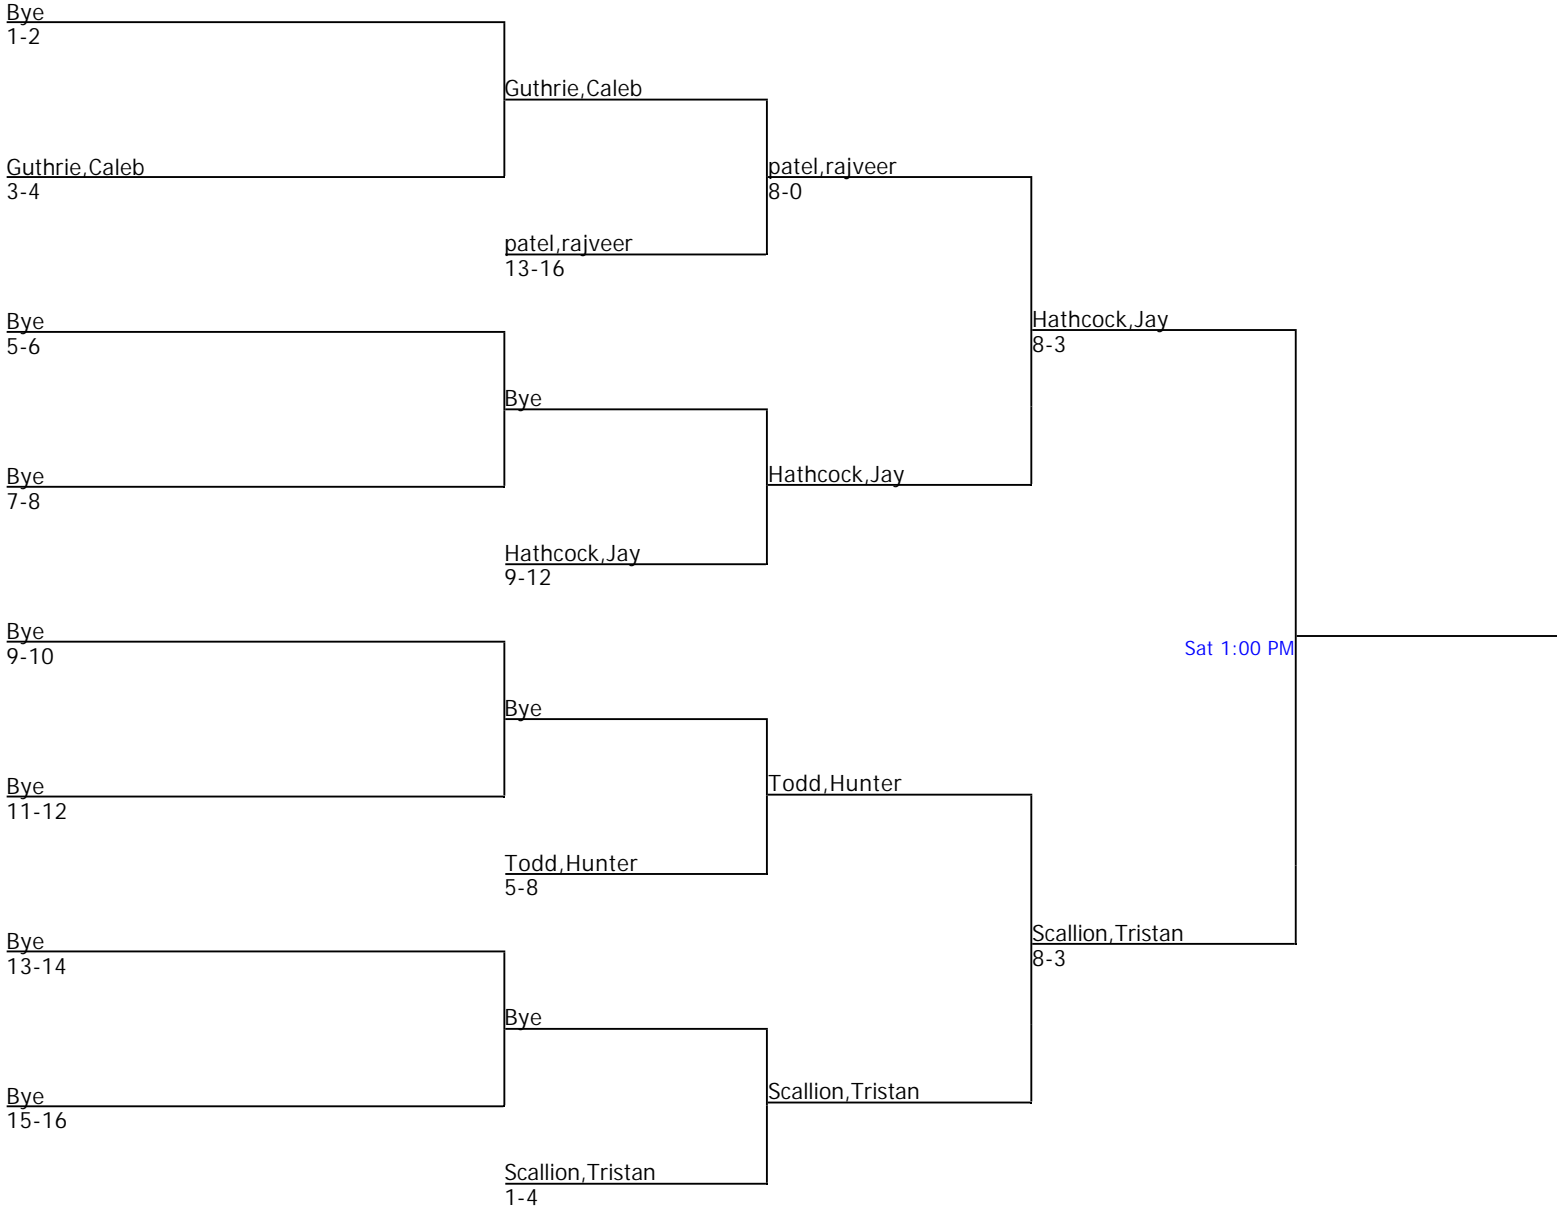 Bye
1-2
Guthrie,Caleb
Guthrie,Caleb
3-4
patel,rajveer
8-0
patel,rajveer
13-16
Bye
5-6
Hathcock,Jay
8-3
Bye
Bye
7-8
Hathcock,Jay
Hathcock,Jay
9-12
Bye
9-10
Sat 1:00 PM
Bye
Bye
11-12
Todd,Hunter
Todd,Hunter
5-8
Bye
13-14
Scallion,Tristan
8-3
Bye
Bye
15-16
Scallion,Tristan
Scallion,Tristan
1-4